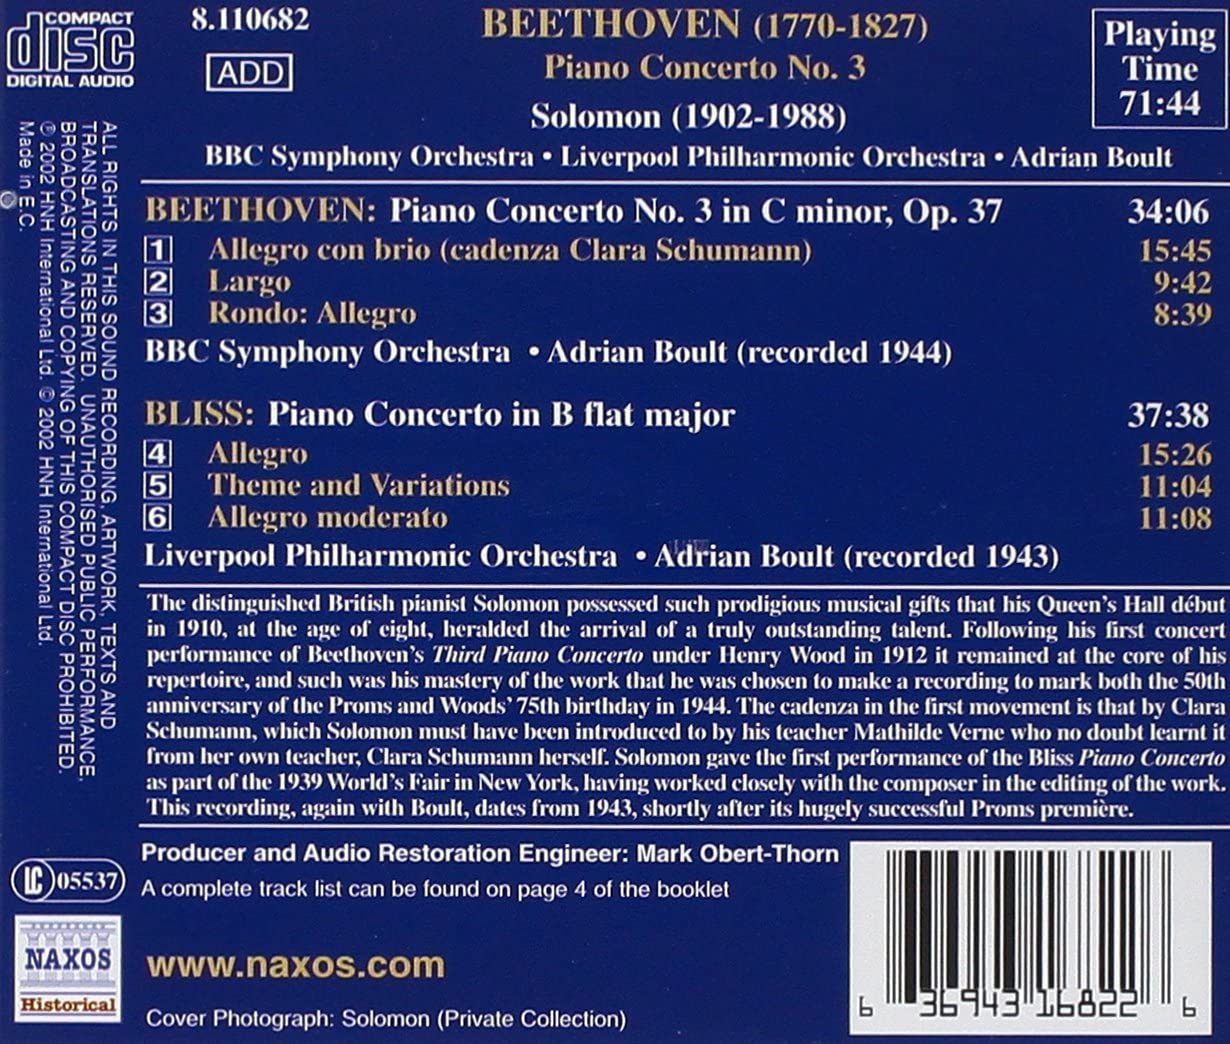 COMPACT
disc
DIGITAL AUDIO
8.110682
ADD
BEETHOVEN (1770-1827)
Piano Concerto No. 3
Solomon (1902-1988)
BBC Symphony Orchestra • Liverpool Philharmonic Orchestra • Adrian Boult
Playing
Time
71:44
BEETHOVEN: Piano Concerto No. 3 in C minor, Op. 37 34:06
1 Allegro con brio (cadenza Clara Schumann) 15:45
2 Largo 9:42
3 Rondo: Allegro 8:39
BBC Symphony Orchestra • Adrian Boult (recorded 1944)
BLISS: Piano Concerto in B flat major 37:38
4 Allegro 15:26
5 Theme and Variations 11:04
6 Allegro moderato 11:08
Liverpool Philharmonic Orchestra • Adrian Boult (recorded 1943)
The distinguished British pianist Solomon possessed such prodigious musical gifts that his Queen's Hall début
in 1910, at the age of eight, heralded the arrival of a truly outstanding talent. Following his first concert
performance of Beethoven's Third Piano Concerto under Henry Wood in 1912 it remained at the core of his
repertoire, and such was his mastery of the work that he was chosen to make a recording to mark both the 50th
anniversary of the Proms and Woods' 75th birthday in 1944. The cadenza in the first movement is that by Clara
Schumann, which Solomon must have been introduced to by his teacher Mathilde Verne who no doubt learnt it
from her own teacher, Clara Schumann herself. Solomon gave the first performance of the Bliss Piano Concerto
as part of the 1939 World's Fair in New York, having worked closely with the composer in the editing of the work.
This recording, again with Boult, dates from 1943, shortly after its hugely successful Proms première.
Producer and Audio Restoration Engineer: Mark Obert-Thorn
A complete track list can be found on page 4 of the booklet
www.naxos.com
Cover Photograph: Solomon (Private Collection)
ALL RIGHTS IN THIS SOUND RECORDING, ARTWORK, TEXTS AND
TRANSLATIONS RESERVED. UNAUTHORISED PUBLIC PERFORMANCE,
BROADCASTING AND COPYING OF THIS COMPACT DISC PROHIBITED.
℗ 2002 HNH International Ltd. © 2002 HNH International Ltd.
Made in E.C.
LC 05537
NAXOS
Historical
6 36943 16822 6